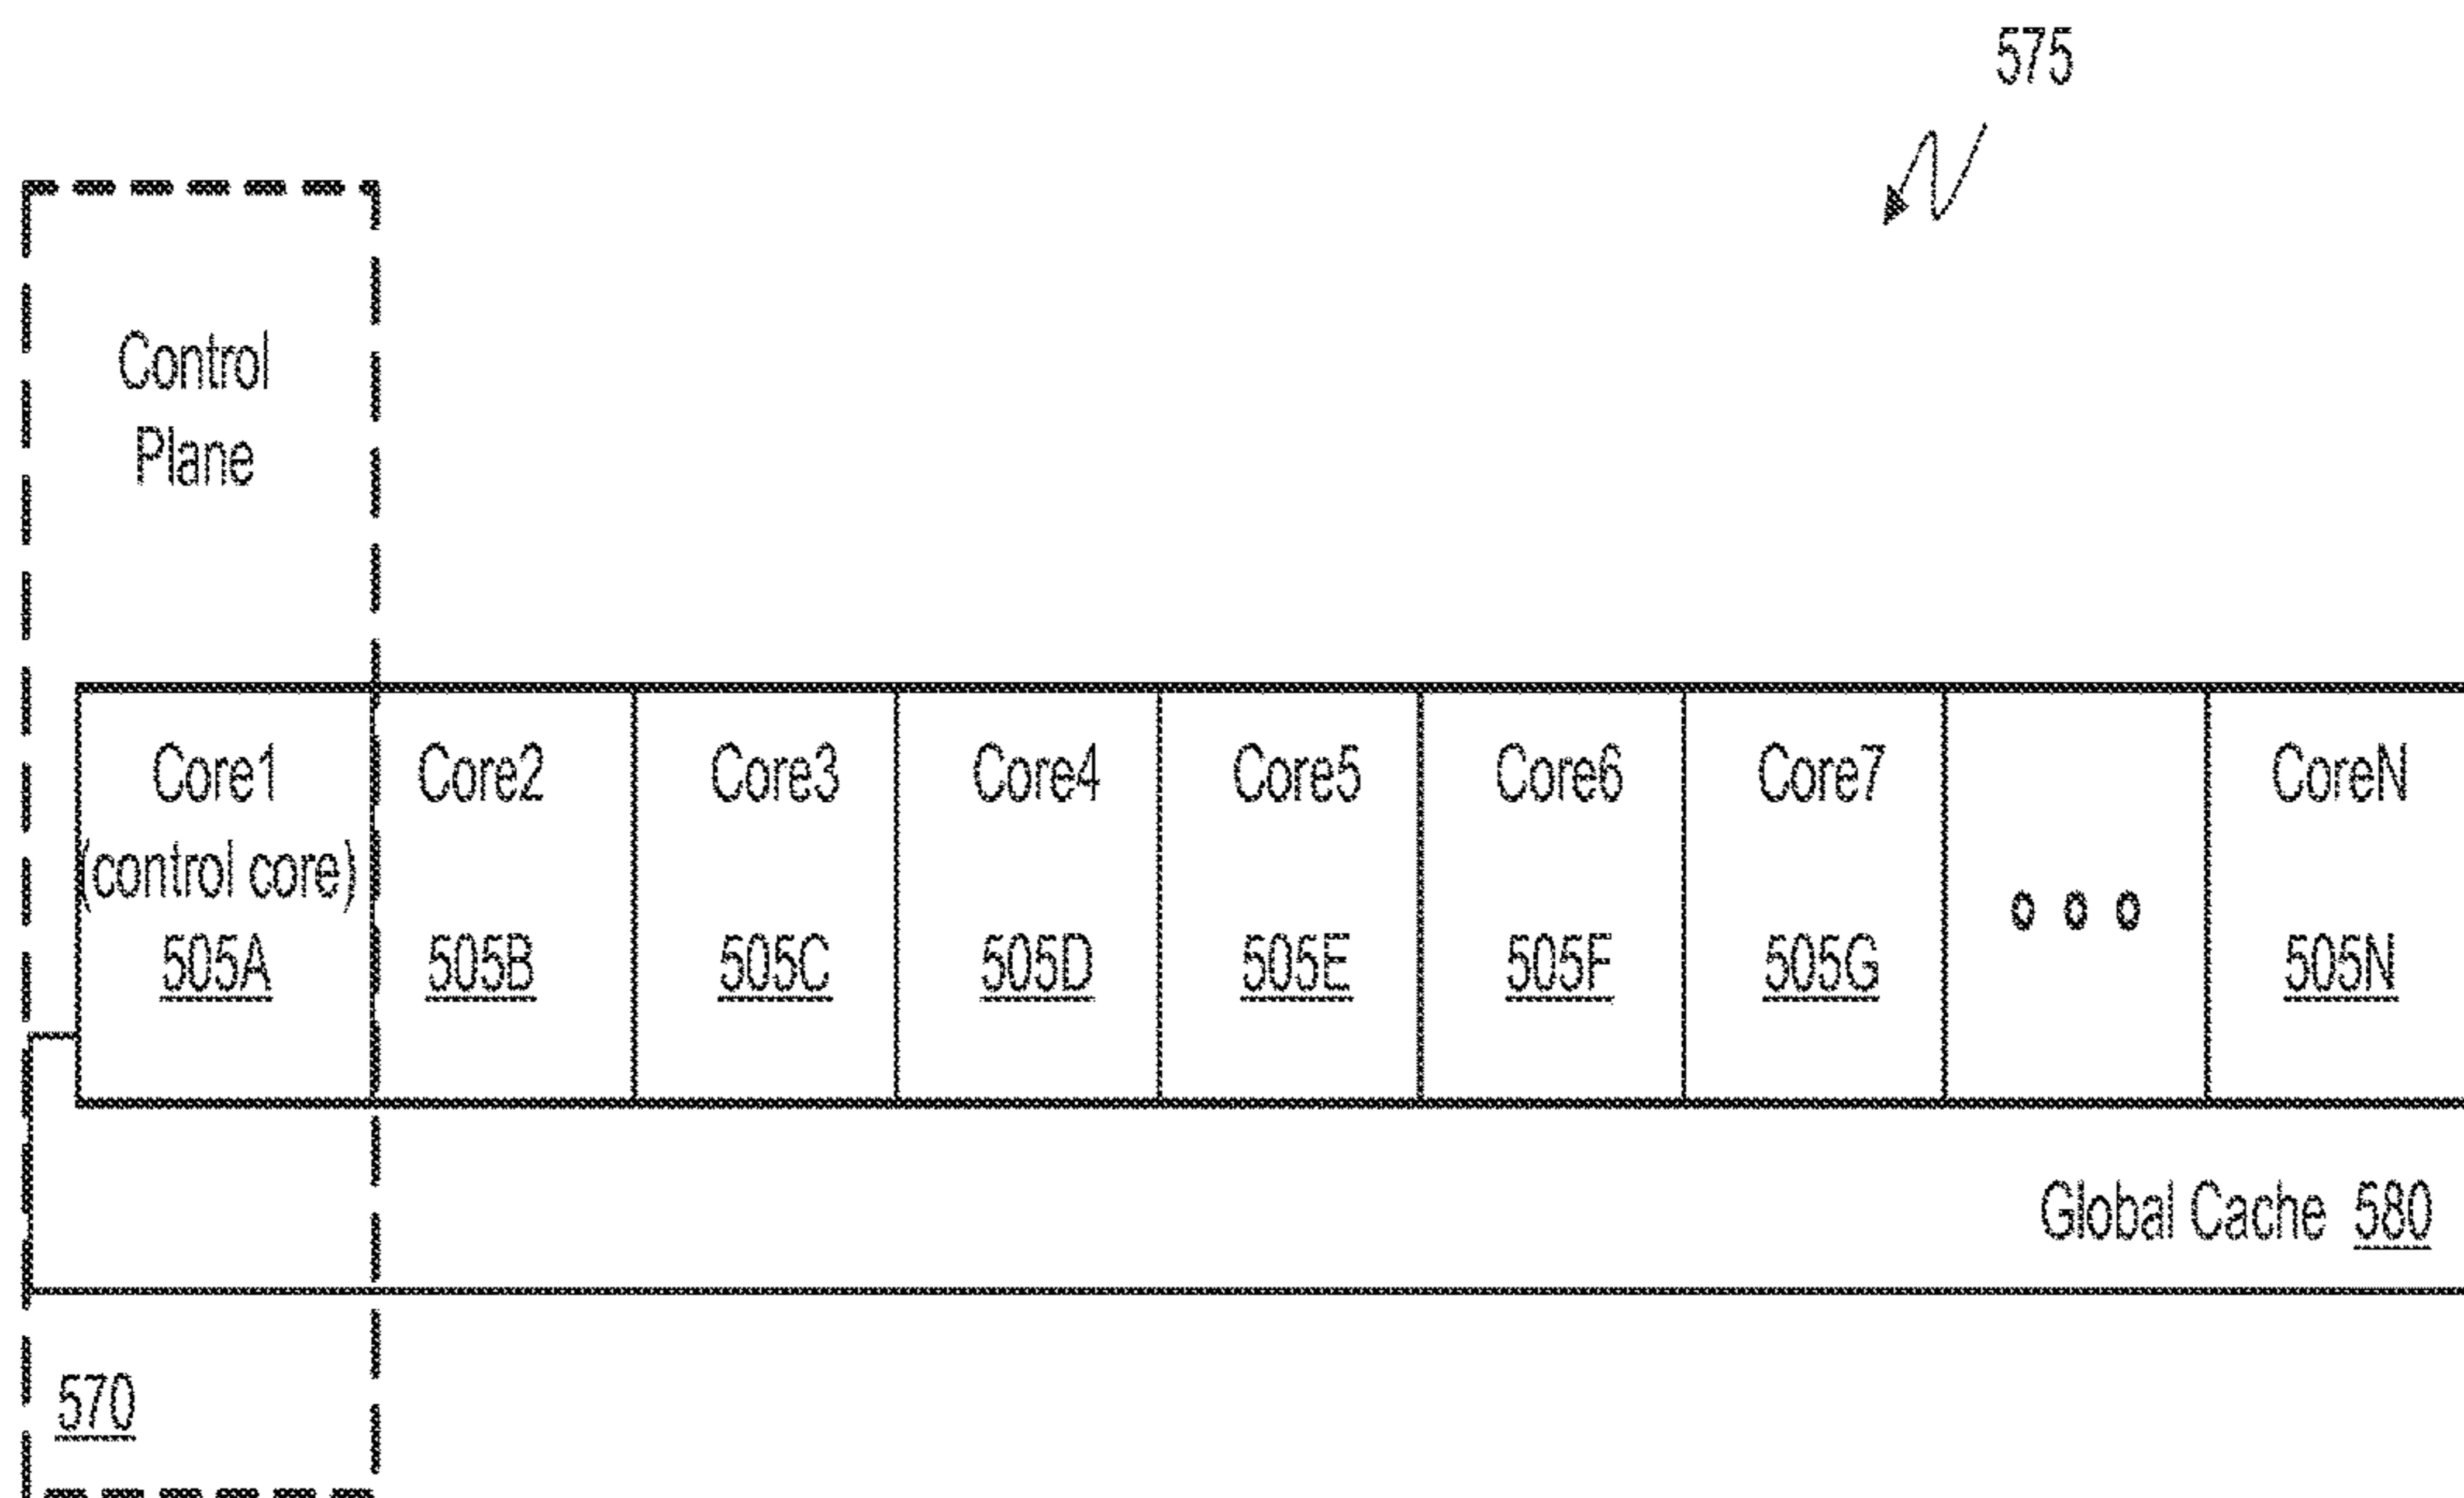 575
Control
Plane
Core1
(control core)
505A
Core2
505B
Core3
505C
Core4
505D
Core5
505E
Core6
505F
Core7
505G
CoreN
505N
Global Cache 580
570